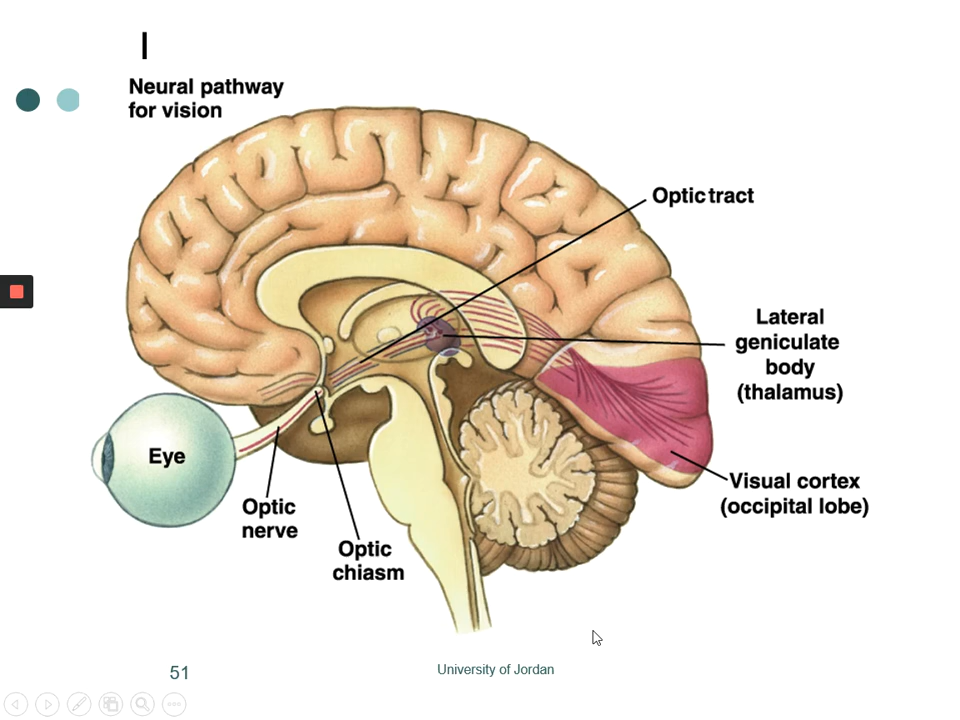 I
Neural pathway
for vision
Optic tract
Lateral
geniculate
body
(thalamus)
Eye
Visual cortex
(occipital lobe)
Optic
nerve
Optic
chiasm
51
University of Jordan